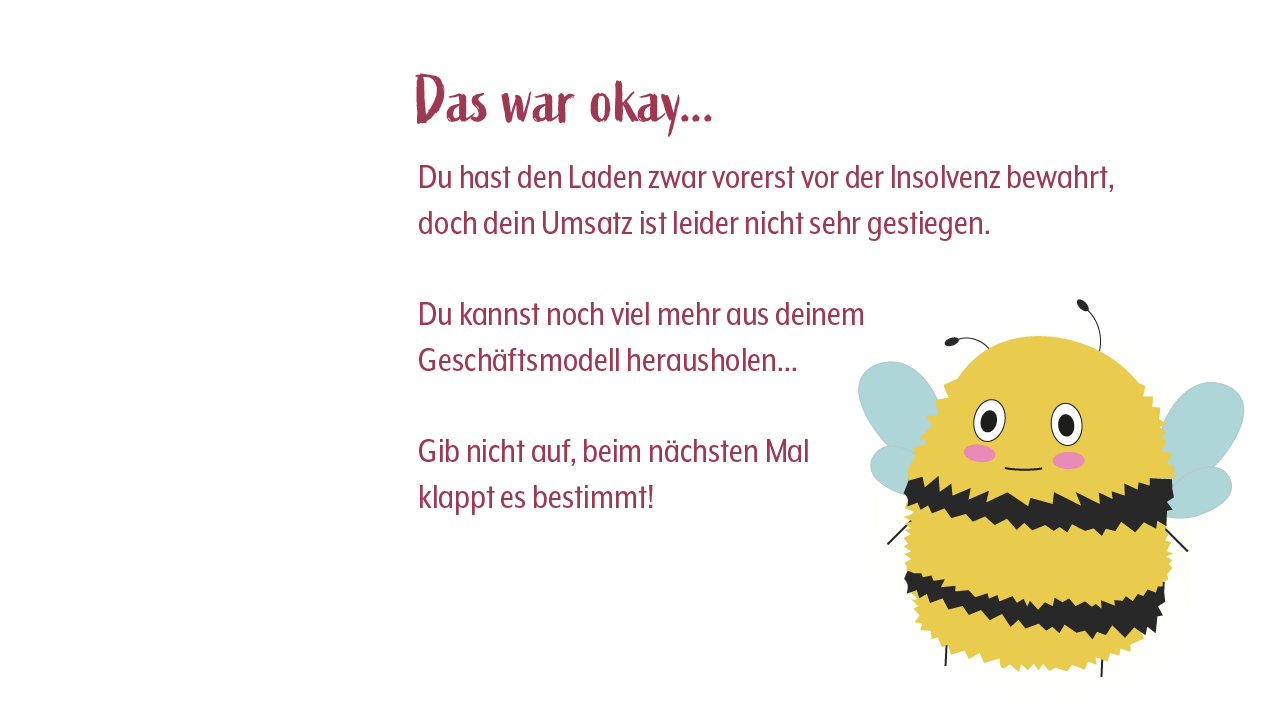 Das war okay...
Du hast den Laden zwar vorerst vor der Insolvenz bewahrt,
doch dein Umsatz ist leider nicht sehr gestiegen.
Du kannst noch viel mehr aus deinem
Geschäftsmodell herausholen...
Gib nicht auf, beim nächsten Mal
klappt es bestimmt!